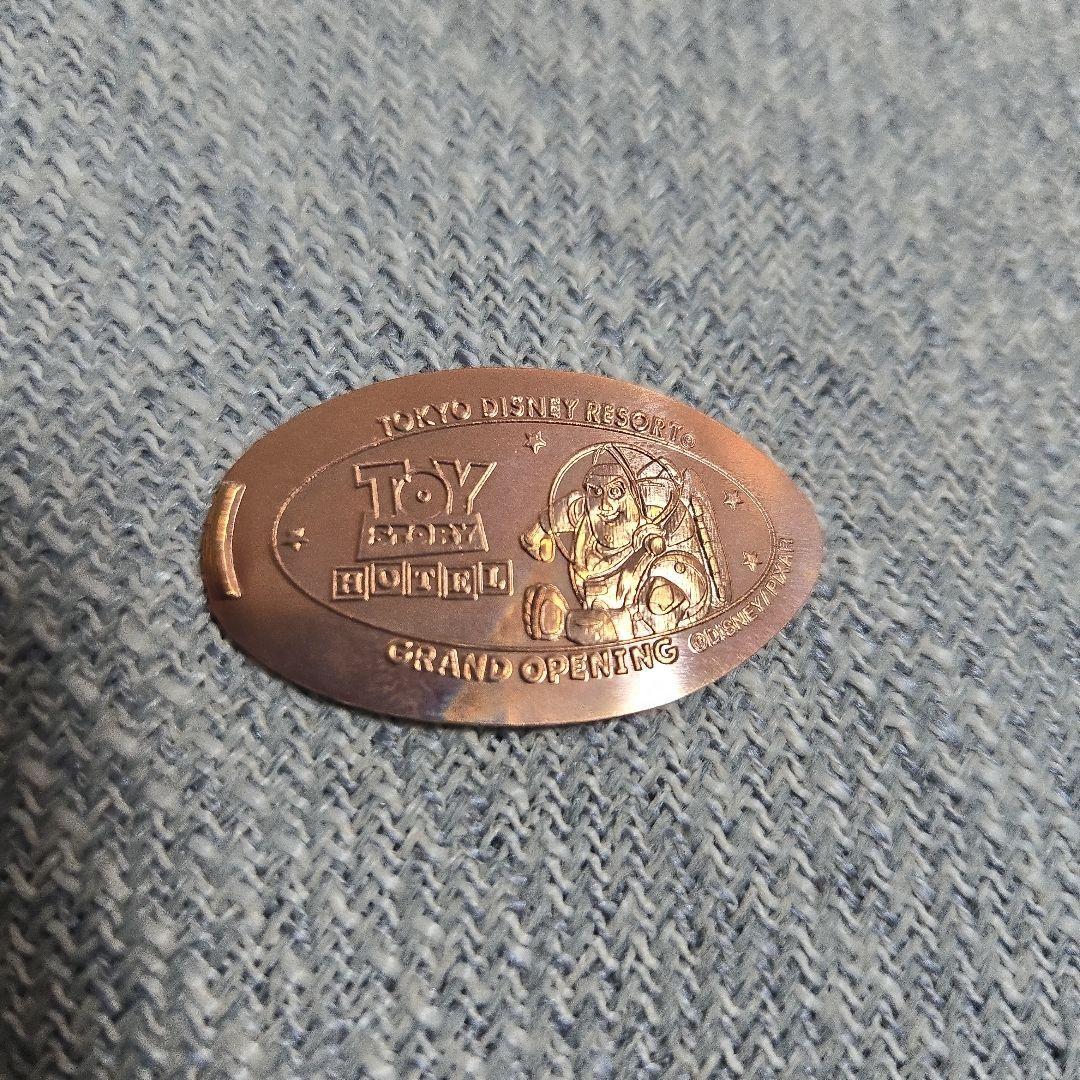 TOKYO DISNEY RESORT®
TOY
STORY
HOTEL
GRAND OPENING
©DISNEY/PIXAR